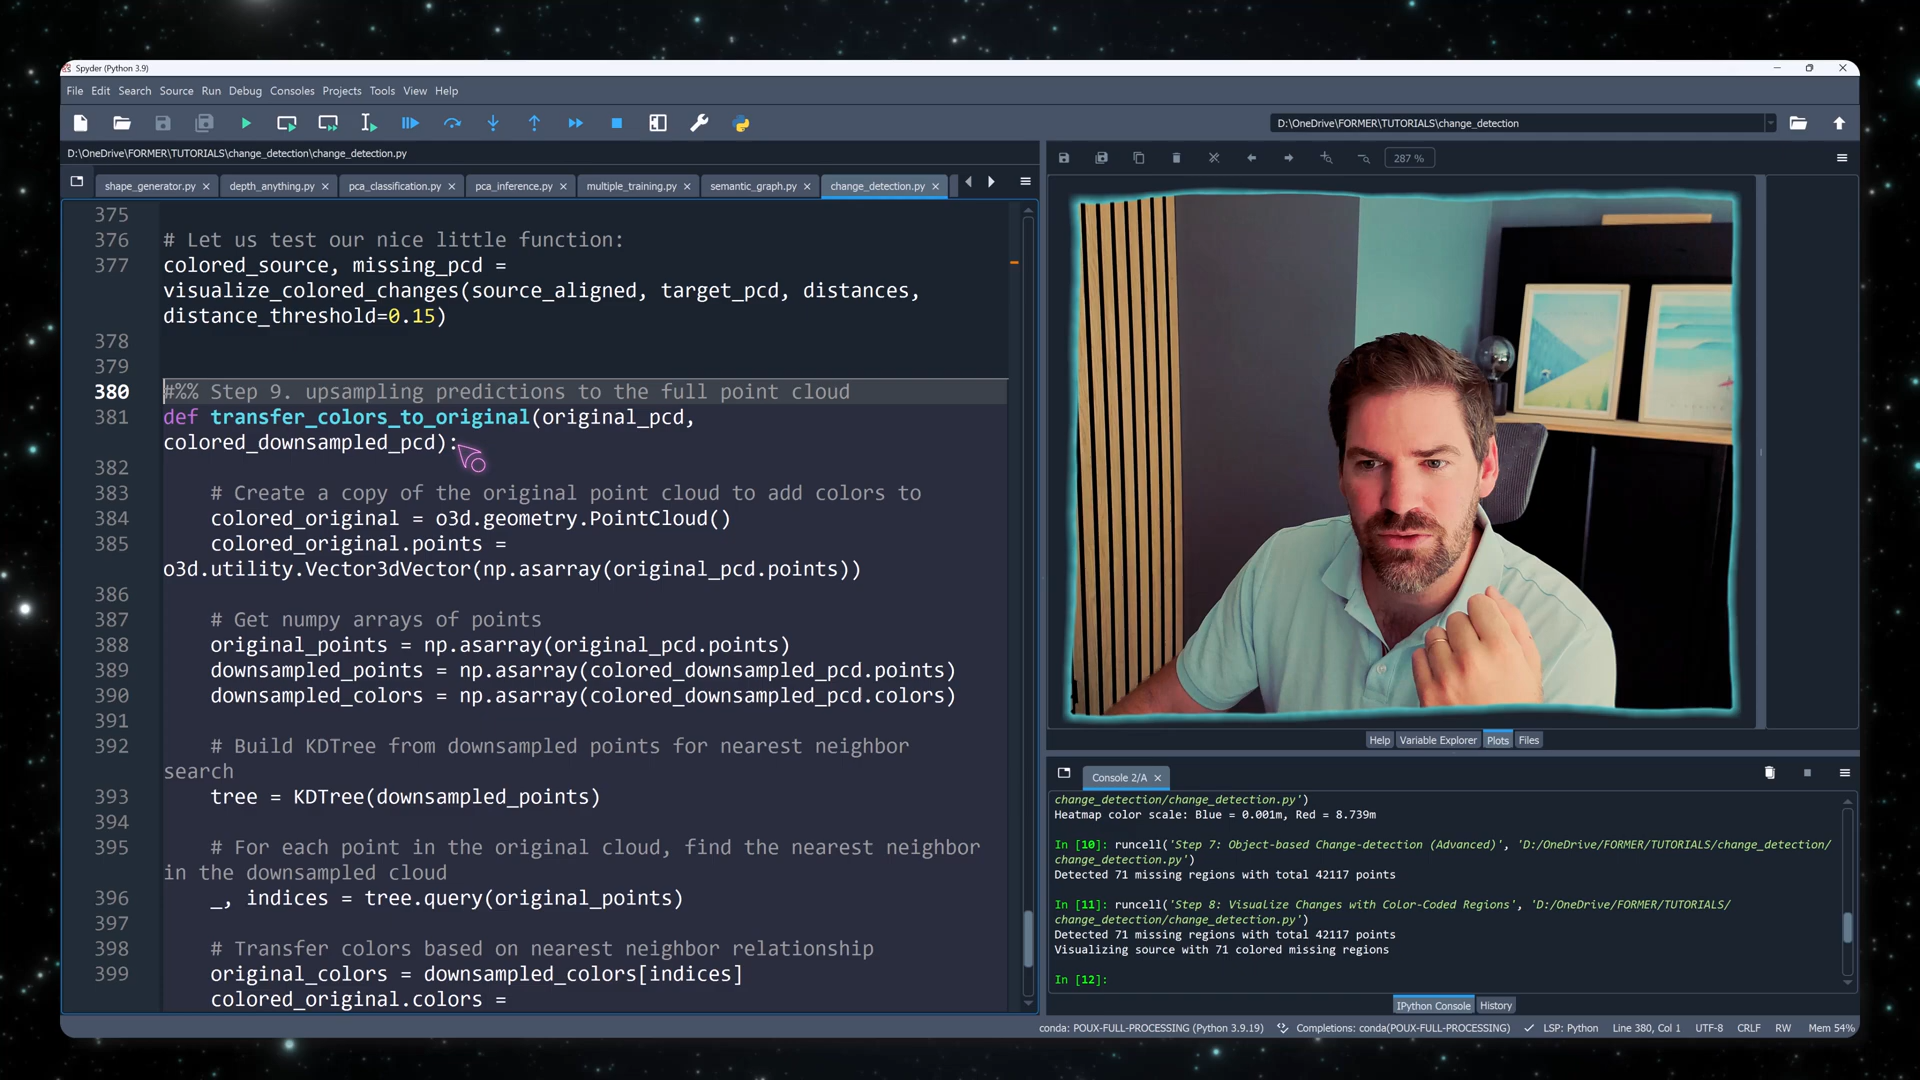 Spyder (Python 3.9)
File Edit Search Source Run Debug Consoles Projects Tools View Help
D:\OneDrive\FORMER\TUTORIALS\change_detection
D:\OneDrive\FORMER\TUTORIALS\change_detection\change_detection.py
287 %
shape_generator.py depth_anything.py pca_classification.py pca_inference.py multiple_training.py semantic_graph.py change_detection.py
375
376 # Let us test our nice little function:
377 colored_source, missing_pcd =
visualize_colored_changes(source_aligned, target_pcd, distances,
distance_threshold=0.15)
378
379
380 #%% Step 9. upsampling predictions to the full point cloud
381 def transfer_colors_to_original(original_pcd,
colored_downsampled_pcd):
382
383 # Create a copy of the original point cloud to add colors to
384 colored_original = o3d.geometry.PointCloud()
385 colored_original.points =
o3d.utility.Vector3dVector(np.asarray(original_pcd.points))
386
387 # Get numpy arrays of points
388 original_points = np.asarray(original_pcd.points)
389 downsampled_points = np.asarray(colored_downsampled_pcd.points)
390 downsampled_colors = np.asarray(colored_downsampled_pcd.colors)
391
392 # Build KDTree from downsampled points for nearest neighbor
search
393 tree = KDTree(downsampled_points)
394
395 # For each point in the original cloud, find the nearest neighbor
in the downsampled cloud
396 _, indices = tree.query(original_points)
397
398 # Transfer colors based on nearest neighbor relationship
399 original_colors = downsampled_colors[indices]
colored_original.colors =
Help Variable Explorer Plots Files
Console 2/A
change_detection/change_detection.py')
Heatmap color scale: Blue = 0.001m, Red = 8.739m
In [10]: runcell('Step 7: Object-based Change-detection (Advanced)', 'D:/OneDrive/FORMER/TUTORIALS/change_detection/
change_detection.py')
Detected 71 missing regions with total 42117 points
In [11]: runcell('Step 8: Visualize Changes with Color-Coded Regions', 'D:/OneDrive/FORMER/TUTORIALS/
change_detection/change_detection.py')
Detected 71 missing regions with total 42117 points
Visualizing source with 71 colored missing regions
In [12]:
IPython Console History
conda: POUX-FULL-PROCESSING (Python 3.9.19) Completions: conda(POUX-FULL-PROCESSING) LSP: Python Line 380, Col 1 UTF-8 CRLF RW Mem 54%